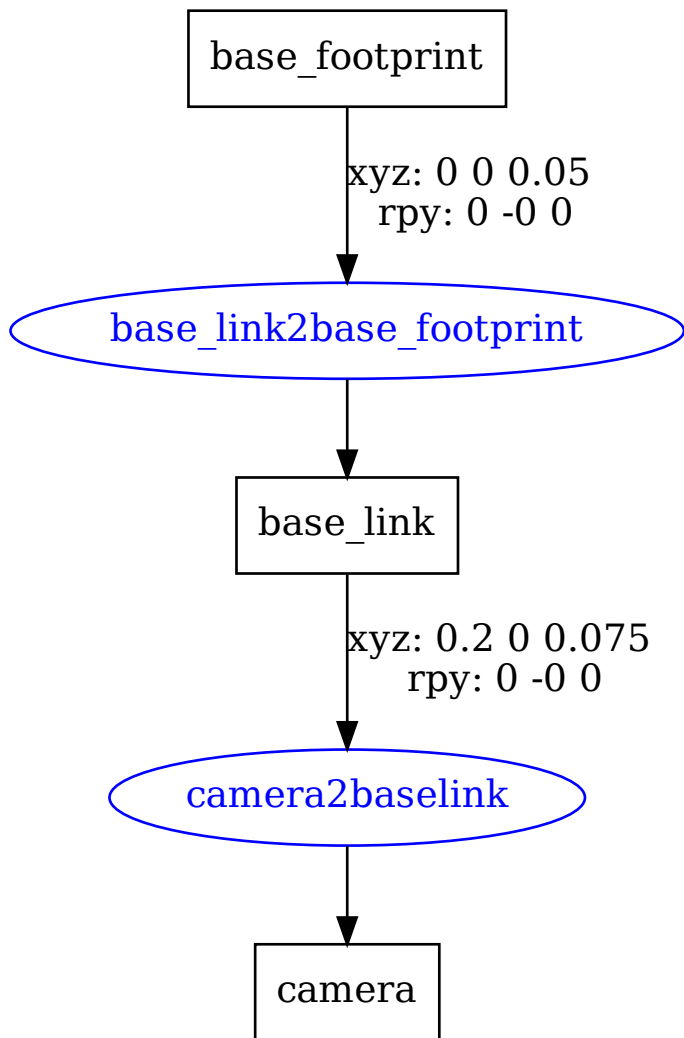 base_footprint
xyz: 0 0 0.05
rpy: 0 -0 0
base_link2base_footprint
base_link
xyz: 0.2 0 0.075
rpy: 0 -0 0
camera2baselink
camera